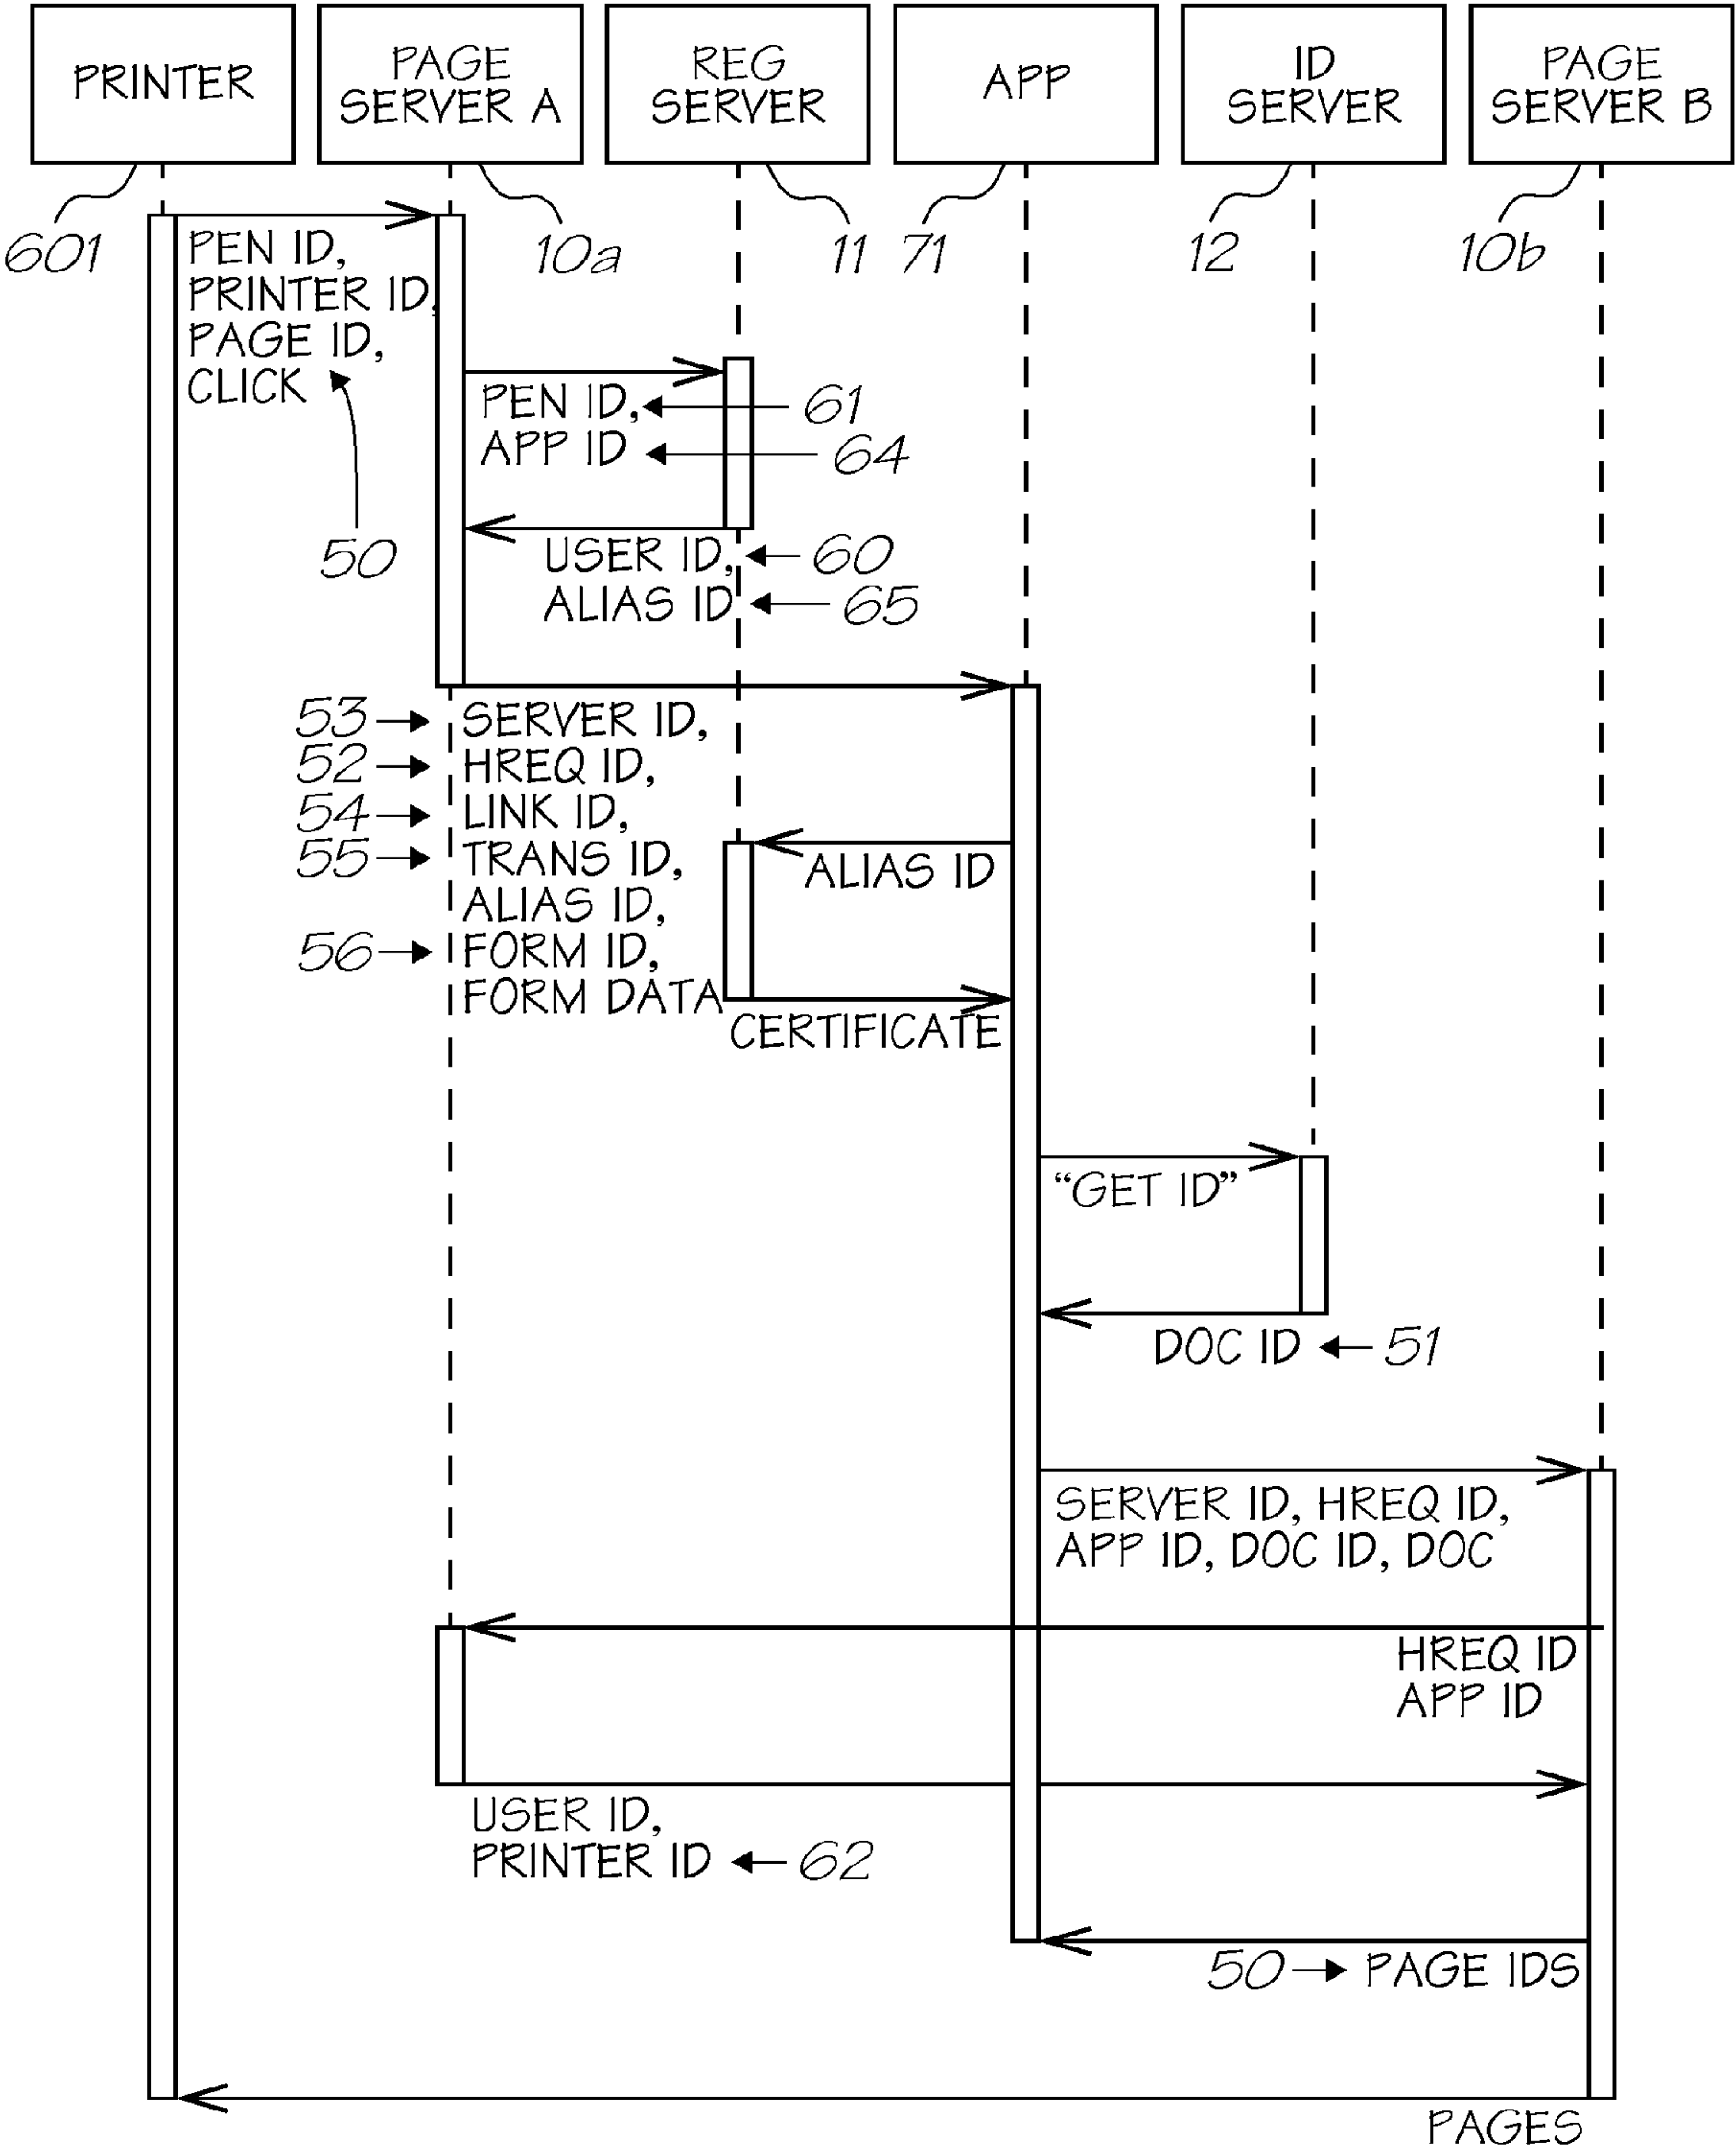 PRINTER
PAGE
SERVER A
REG
SERVER
APP
ID
SERVER
PAGE
SERVER B
601
10a
11
71
12
10b
PEN ID,
PRINTER ID,
PAGE ID,
CLICK
50
PEN ID,
61
APP ID
64
USER ID,
60
ALIAS ID
65
53
SERVER ID,
52
HREQ ID,
54
LINK ID,
55
TRANS ID,
ALIAS ID,
56
FORM ID,
FORM DATA
ALIAS ID
CERTIFICATE
“GET ID”
DOC ID
51
SERVER ID, HREQ ID,
APP ID, DOC ID, DOC
HREQ ID
APP ID
USER ID,
PRINTER ID
62
50
PAGE IDS
PAGES